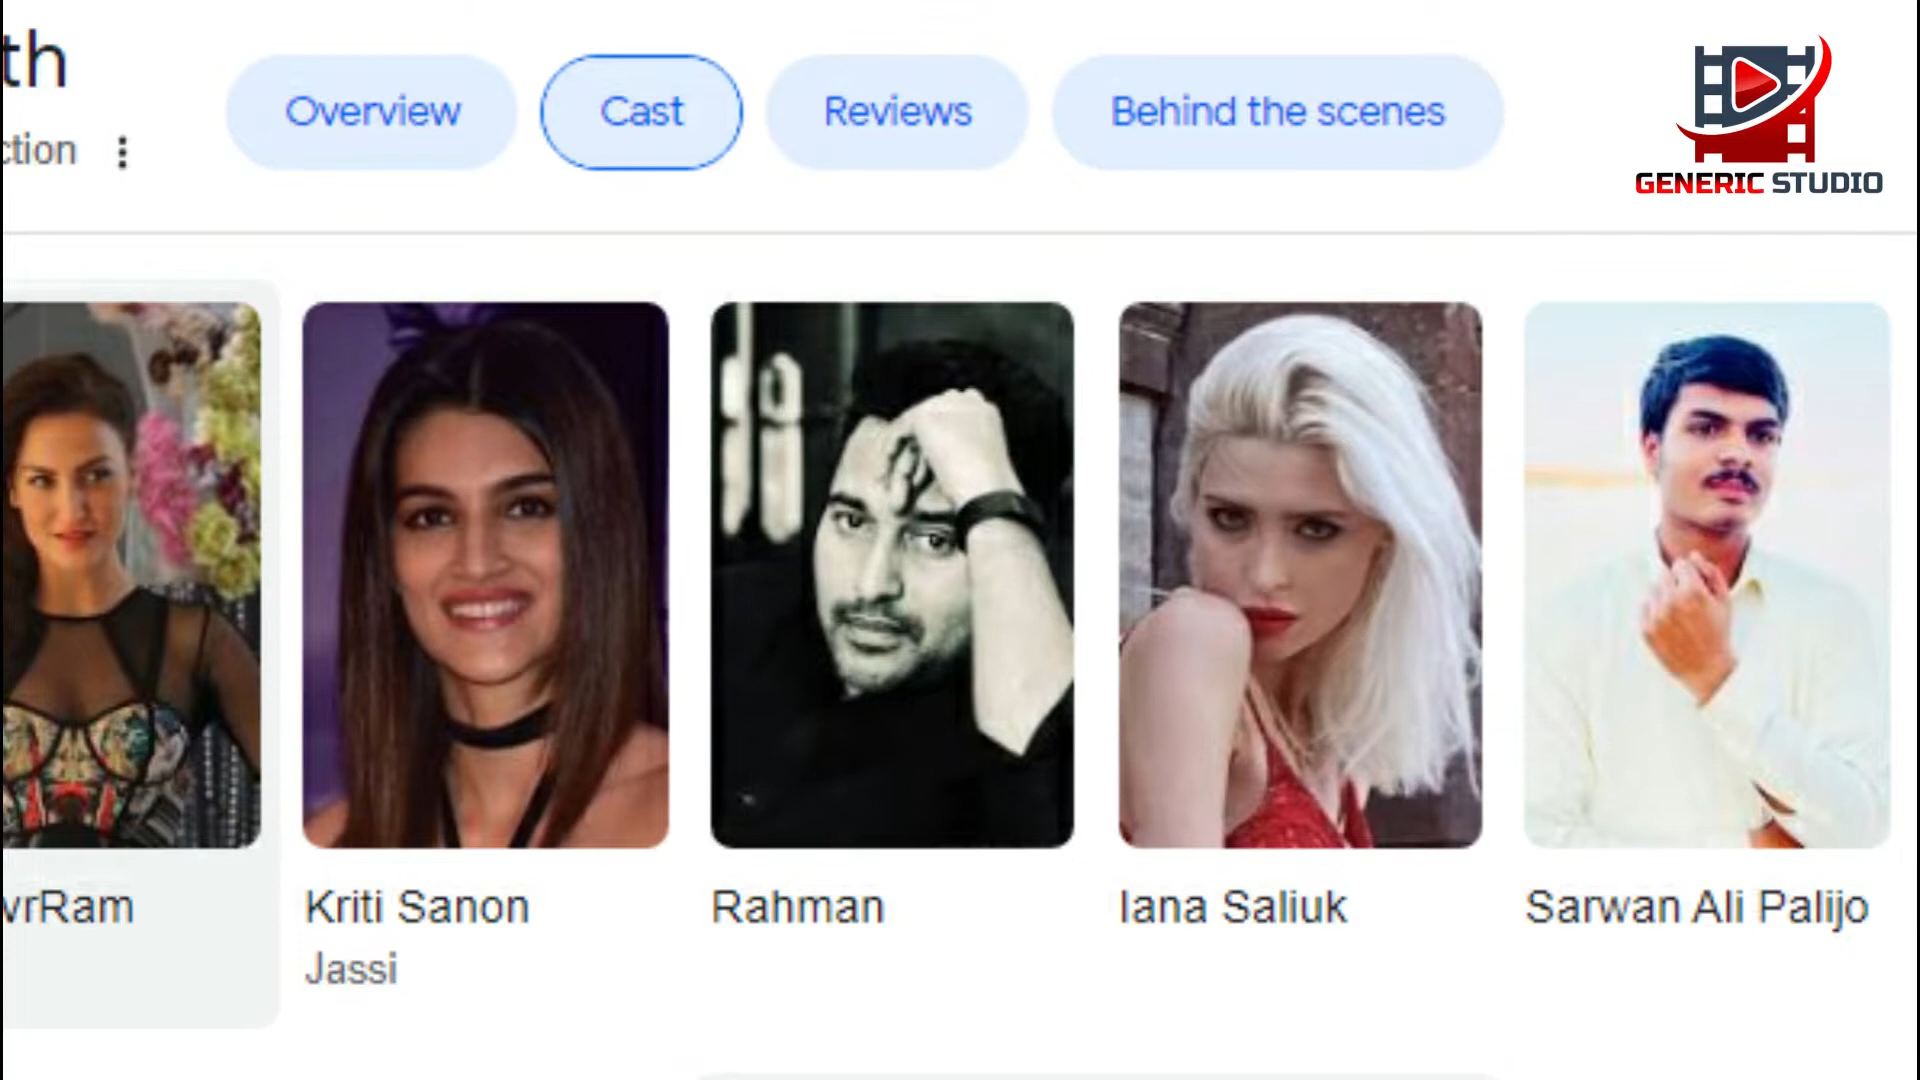 th
Overview
Cast
Reviews
Behind the scenes
ction
GENERIC STUDIO
vrRam
Kriti Sanon
Rahman
Iana Saliuk
Sarwan Ali Palijo
Jassi